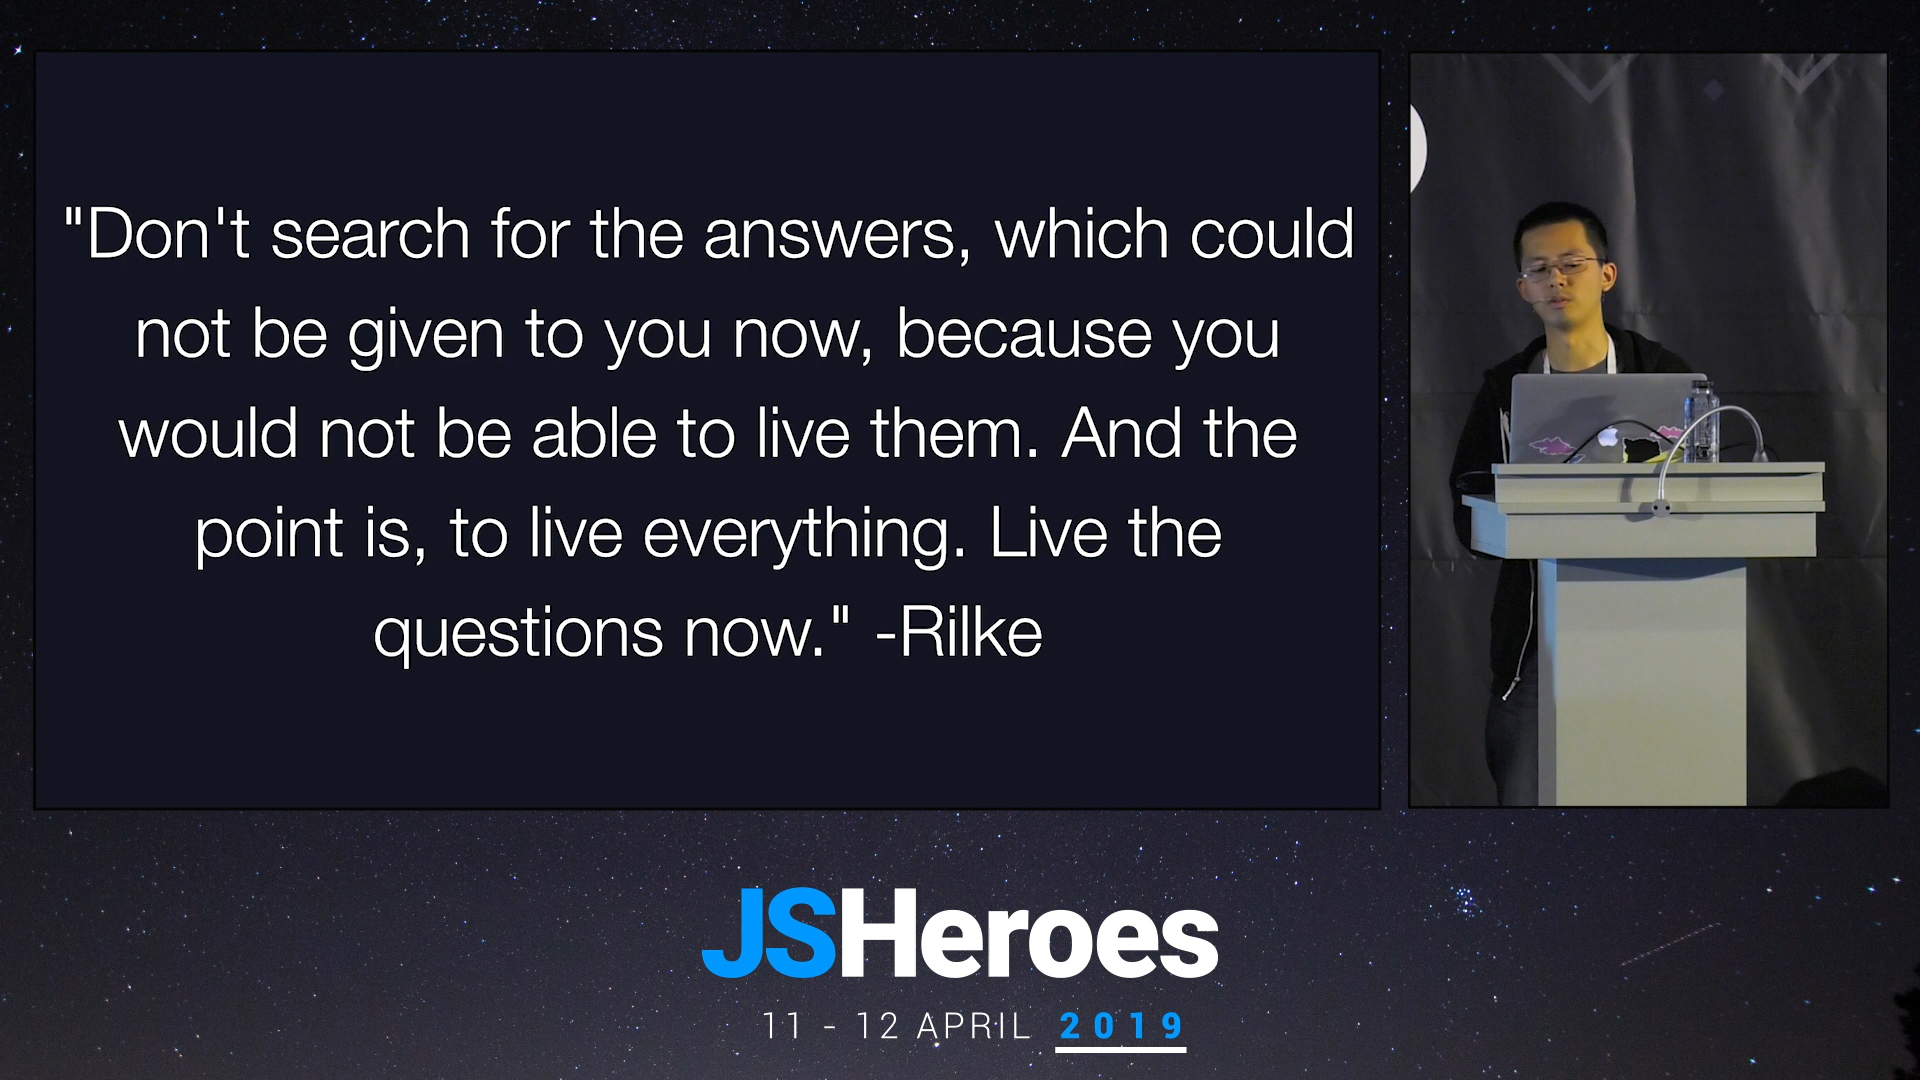 "Don't search for the answers, which could
not be given to you now, because you
would not be able to live them. And the
point is, to live everything. Live the
questions now." -Rilke
JSHeroes
11 - 12 APRIL 2019